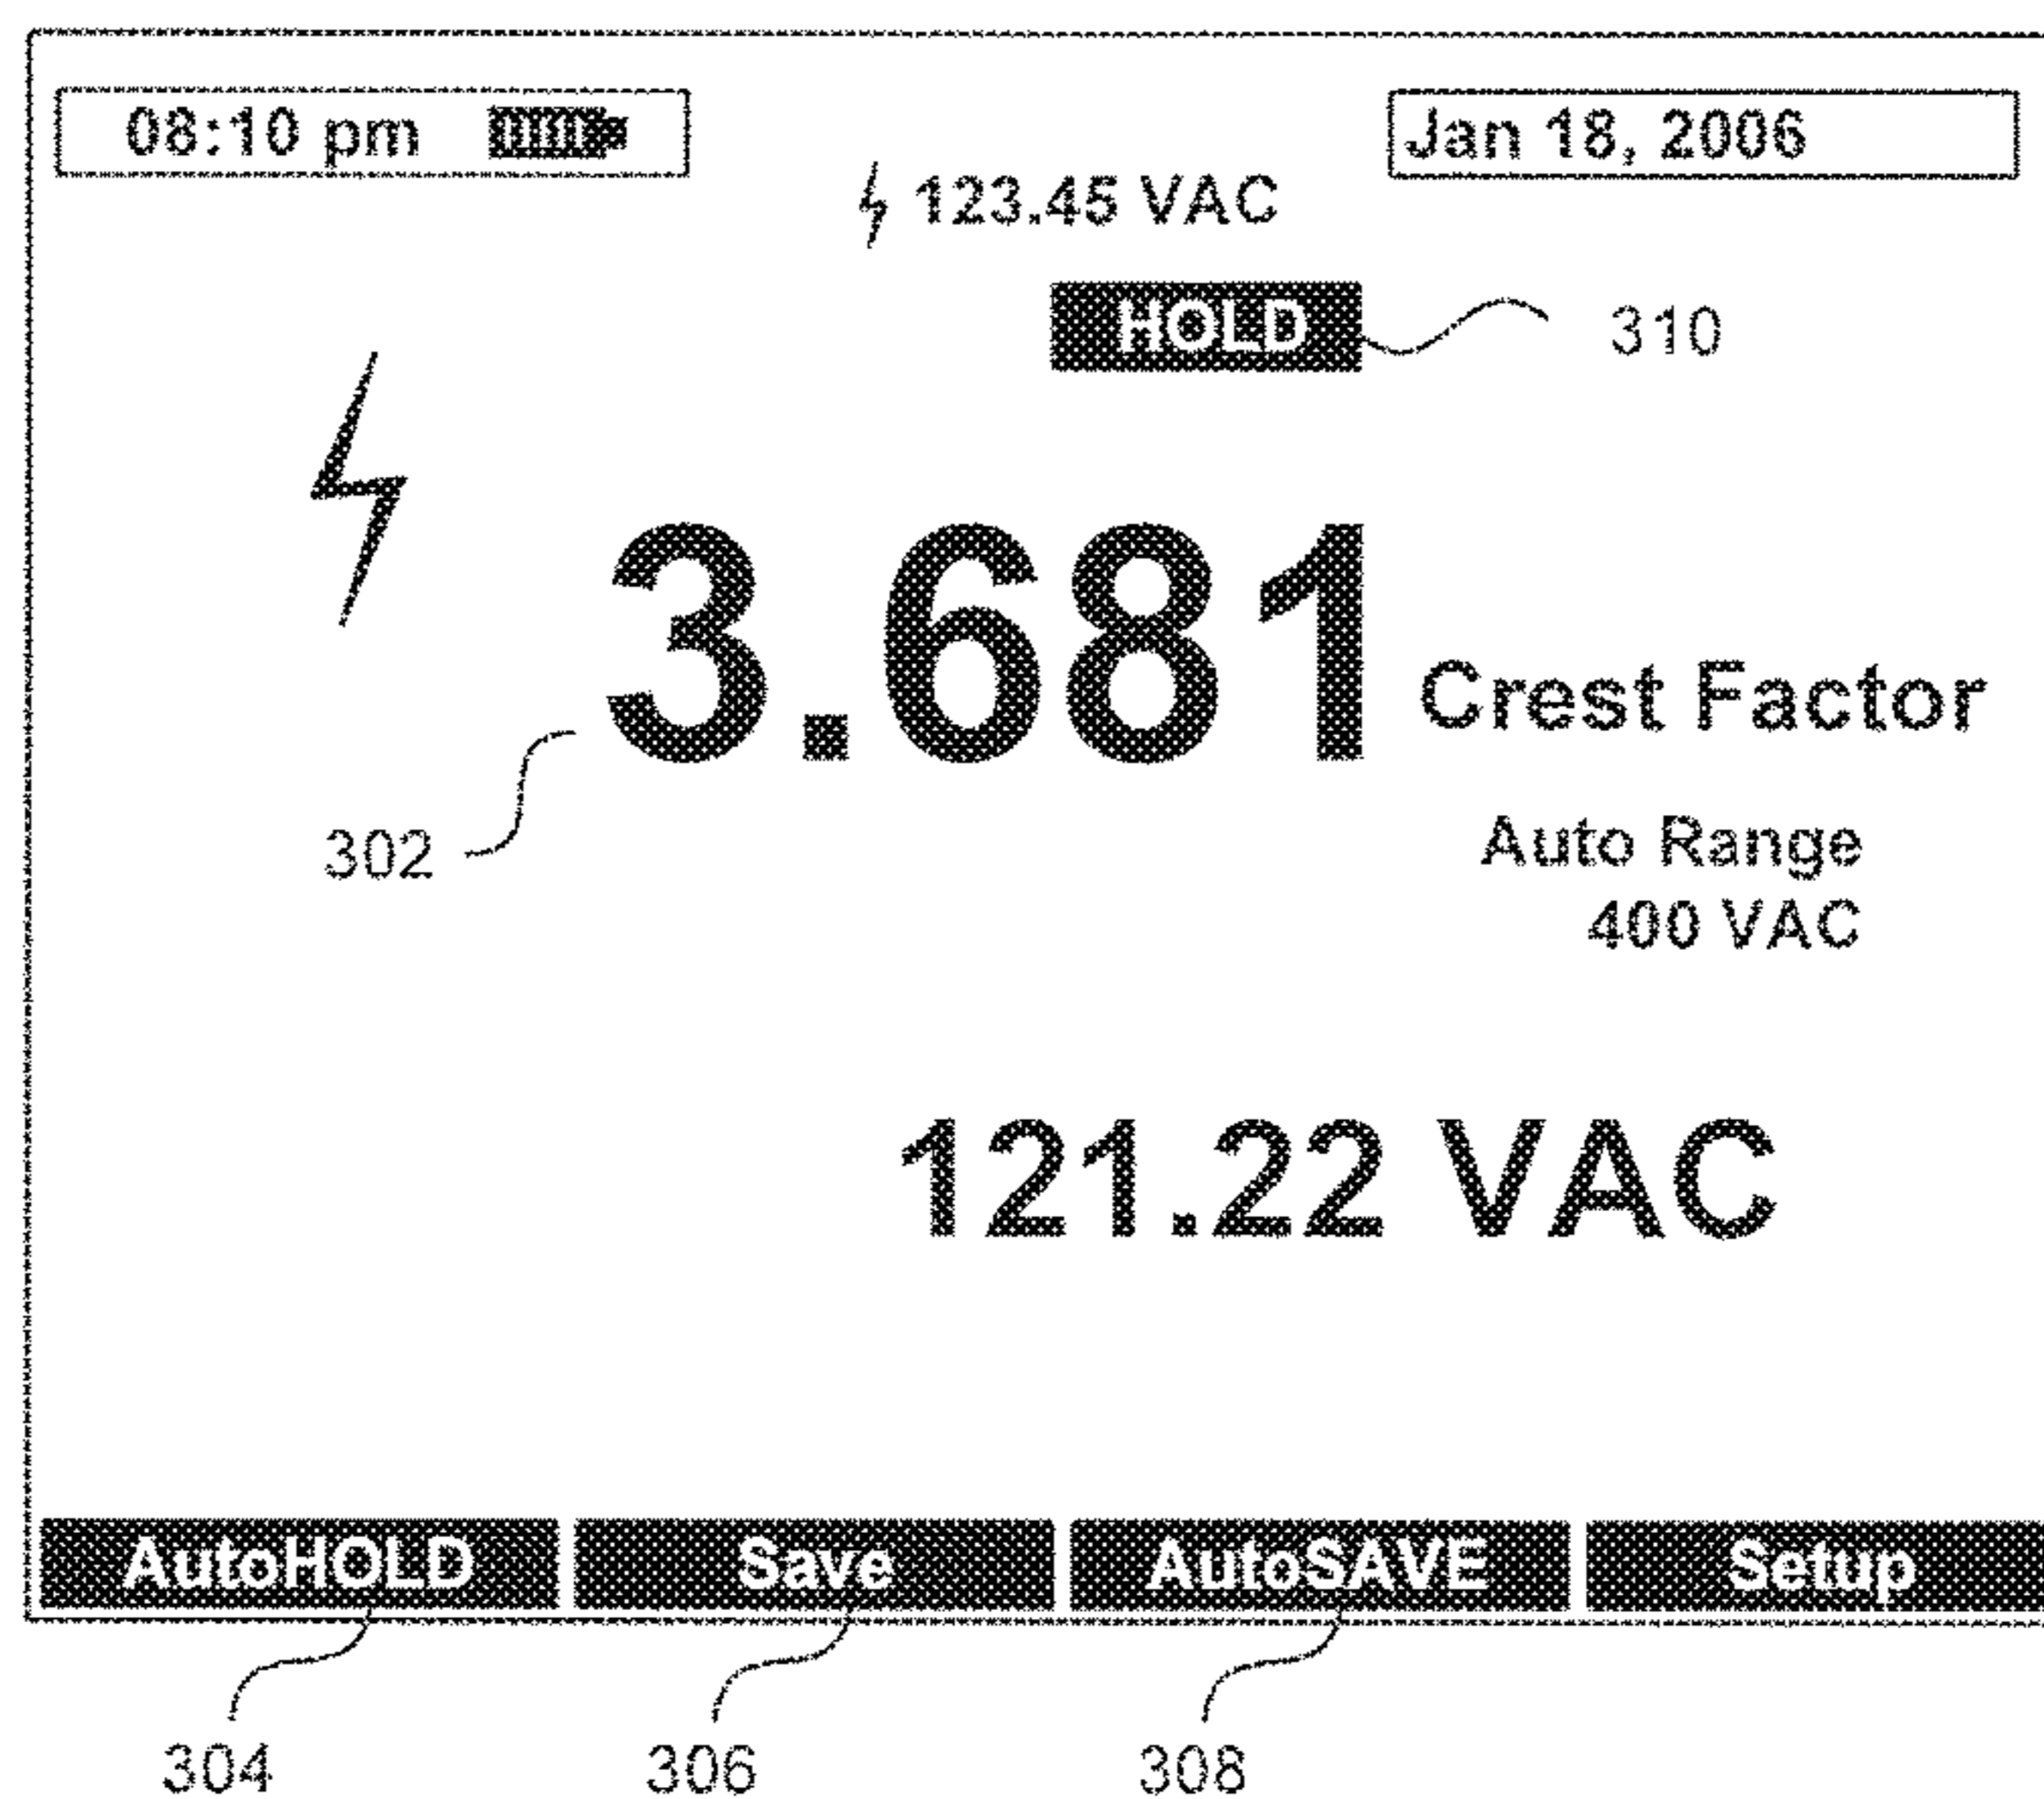 08:10 pm
Jan 18, 2006
123.45 VAC
HOLD
310
3.681 Crest Factor
302
Auto Range
400 VAC
121.22 VAC
AutoHOLD Save AutoSAVE Setup
304 306 308